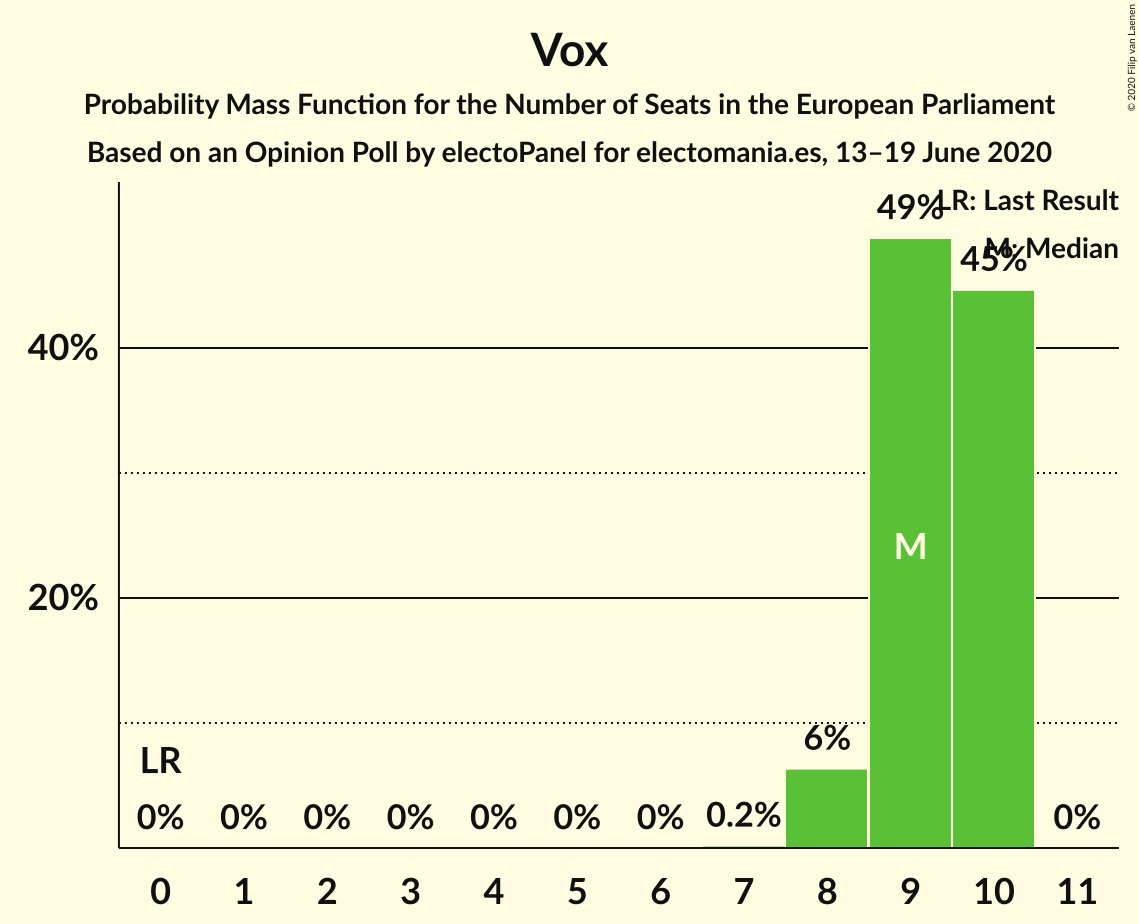 © 2020 Filip van Laenen
Vox
Probability Mass Function for the Number of Seats in the European Parliament
Based on an Opinion Poll by electoPanel for electomania.es, 13–19 June 2020
LR: Last Result
M: Median
49%
45%
40%
20%
M
6%
LR
0% 0% 0% 0% 0% 0% 0% 0.2% 0%
0 1 2 3 4 5 6 7 8 9 10 11